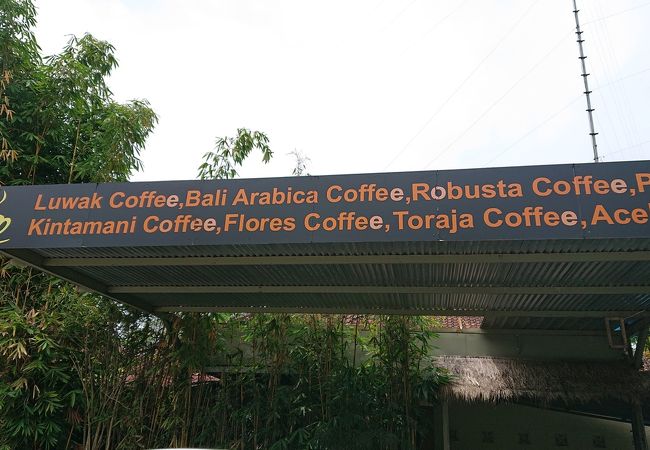 Luwak Coffee,Bali Arabica Coffee,Robusta Coffee,
Kintamani Coffee,Flores Coffee,Toraja Coffee,